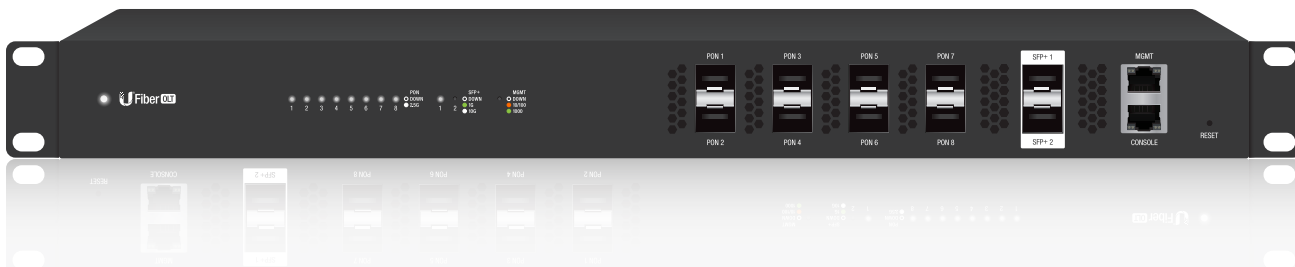 U Fiber OLT
1 2 3 4 5 6 7 8
PON
DOWN
2.5G
1 2
SFP+
DOWN
1G
10G
MGMT
DOWN
10/100
1000
PON 1 PON 3 PON 5 PON 7 SFP+ 1 MGMT
PON 2 PON 4 PON 6 PON 8 SFP+ 2 CONSOLE
RESET